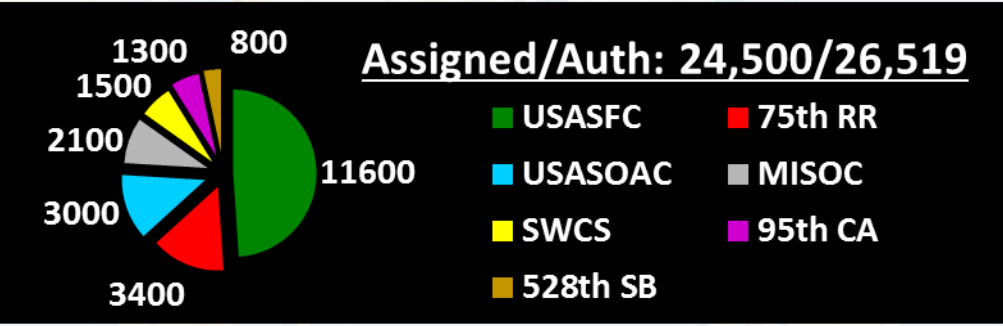 1300
800
Assigned/Auth: 24,500/26,519
1500
USASFC
75th RR
2100
11600
USASOAC
MISOC
3000
SWCS
95th CA
3400
528th SB